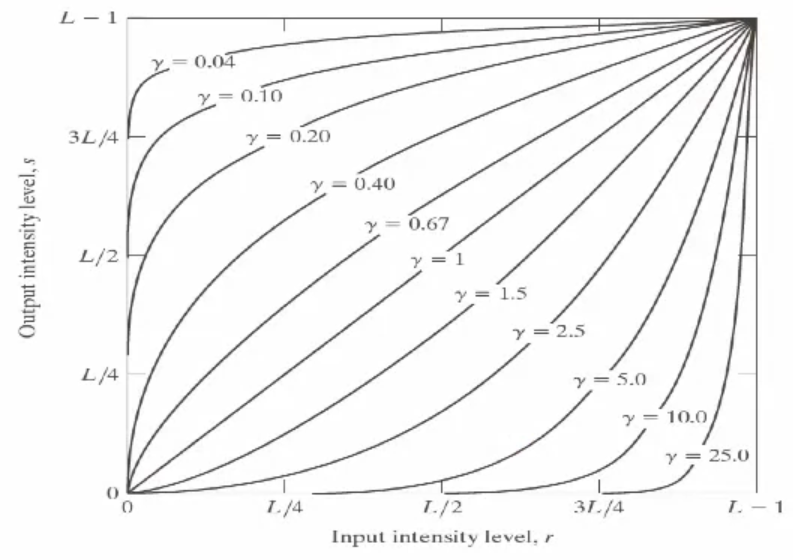 L − 1
γ = 0.04
γ = 0.10
3L/4
γ = 0.20
γ = 0.40
γ = 0.67
L/2
γ = 1
γ = 1.5
γ = 2.5
L/4
γ = 5.0
γ = 10.0
γ = 25.0
0
0
L/4
L/2
3L/4
L − 1
Output intensity level, s
Input intensity level, r